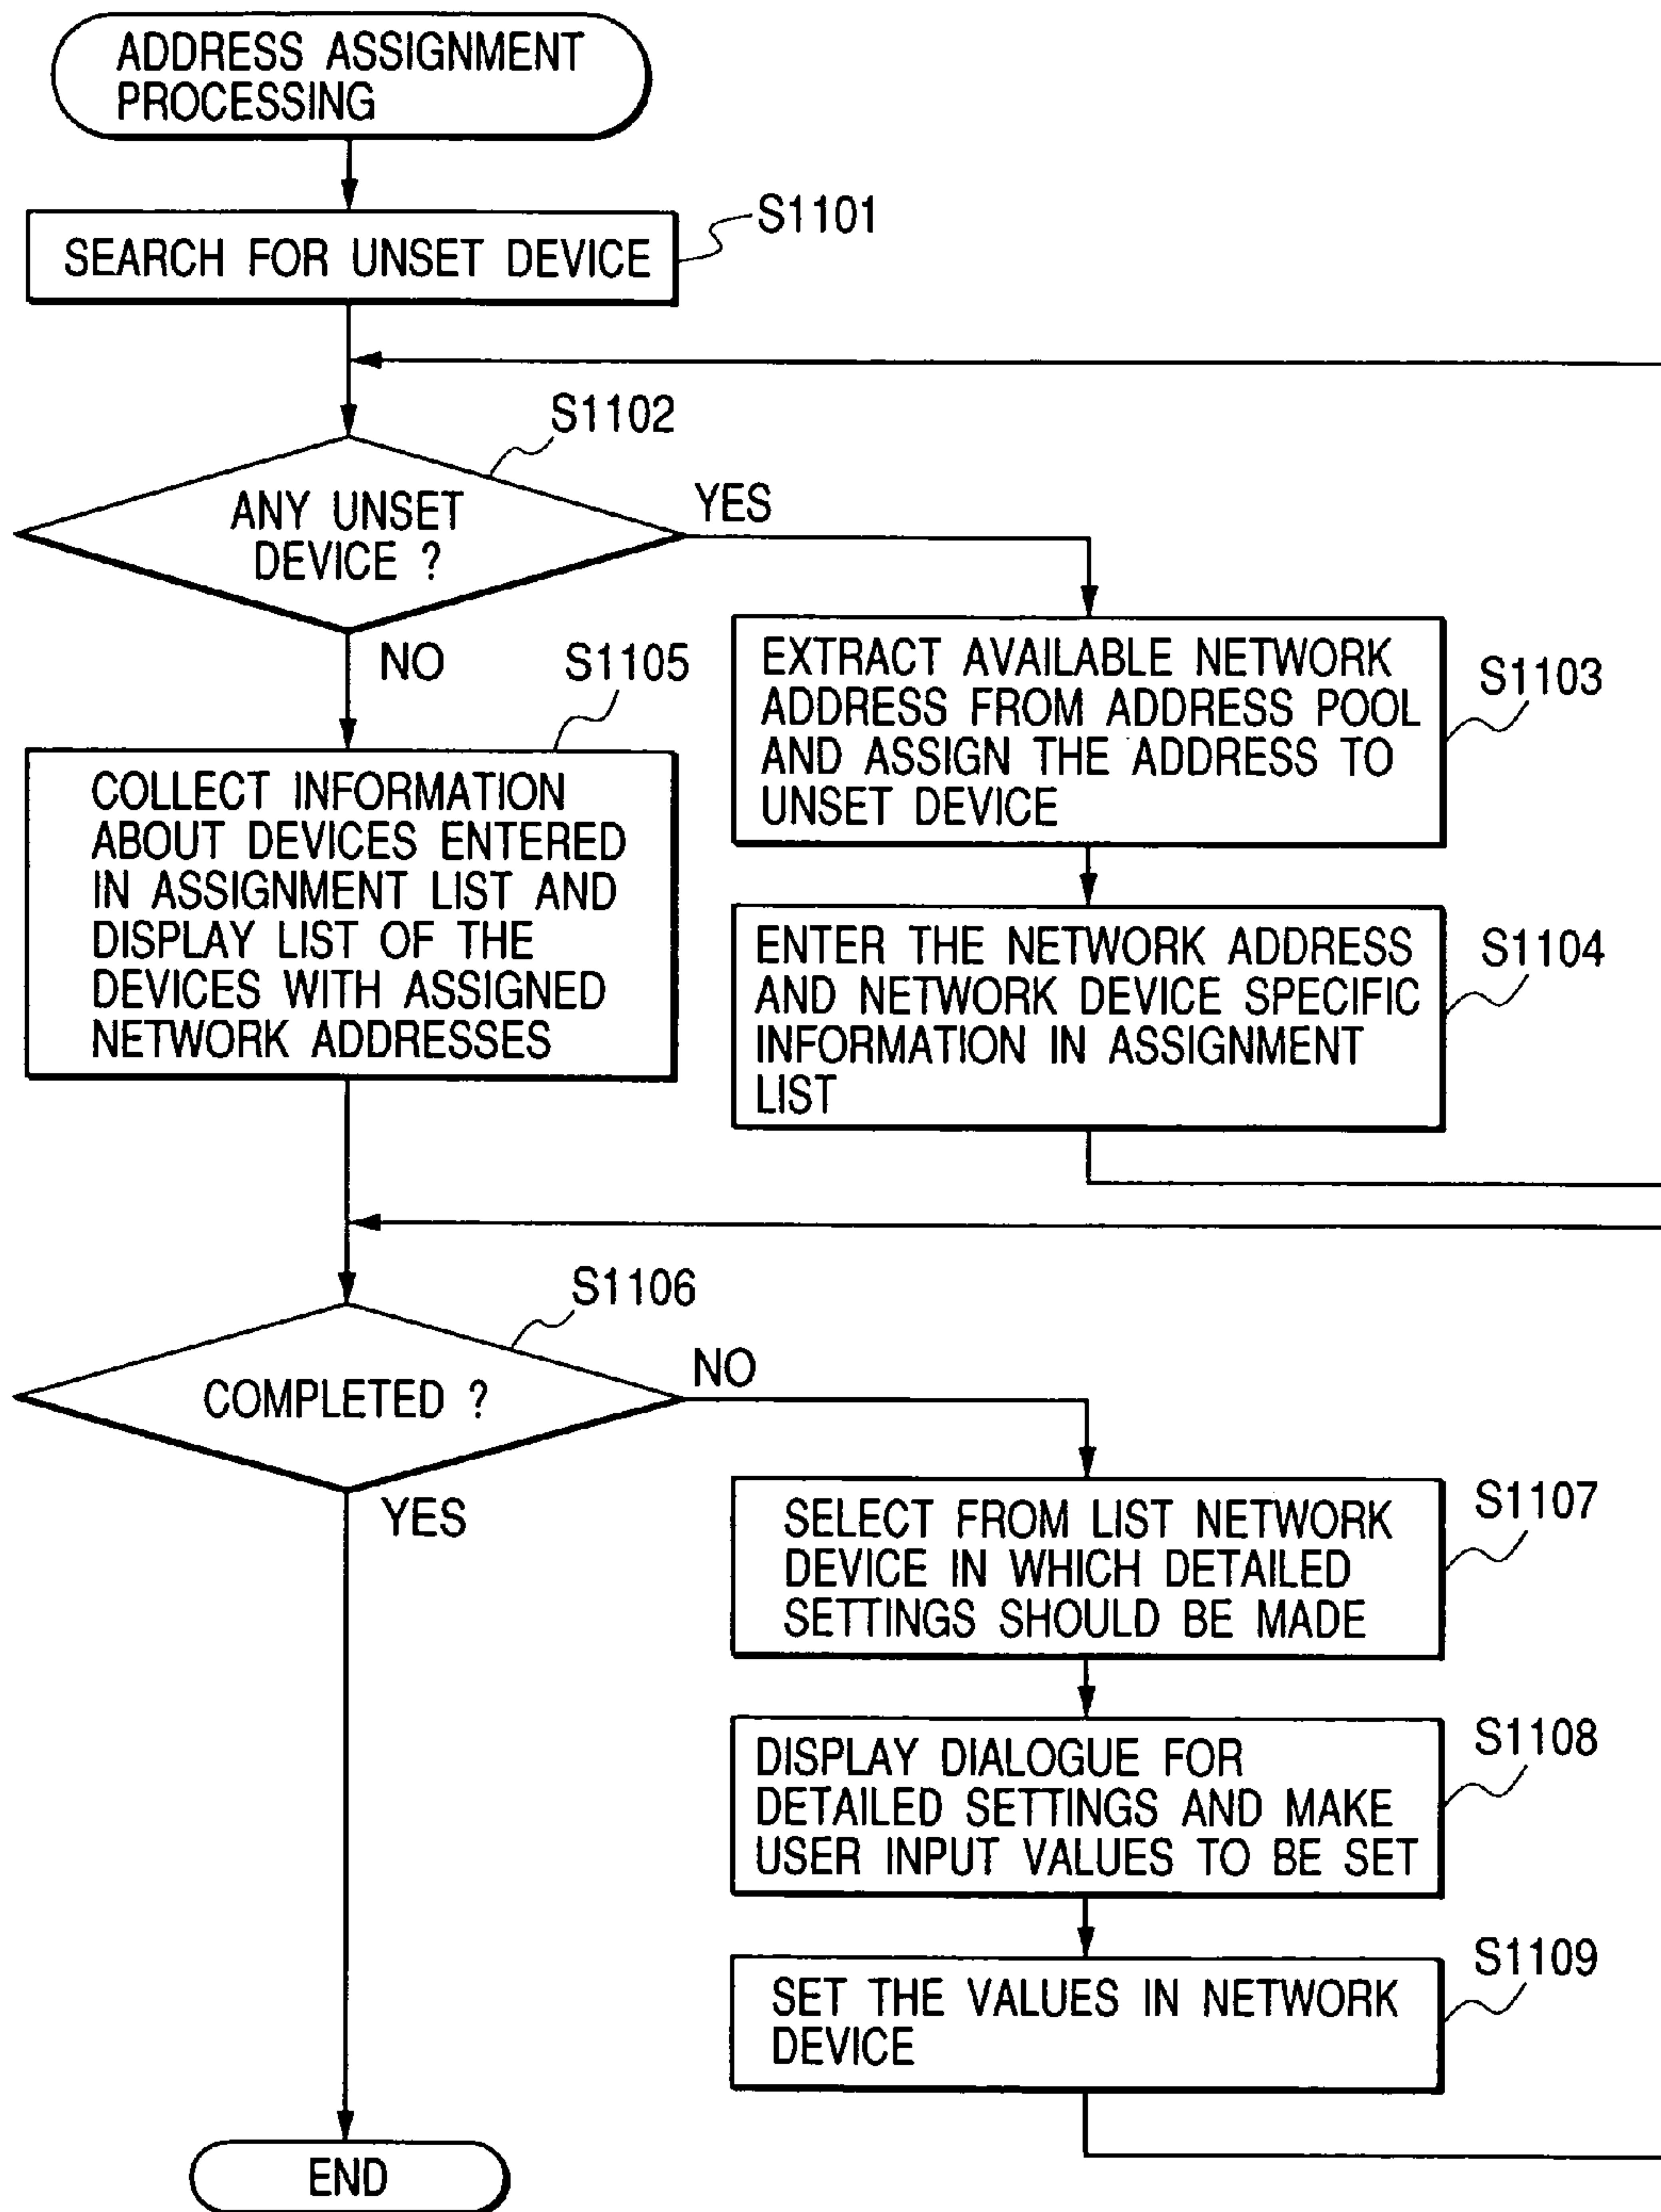 ADDRESS ASSIGNMENT
PROCESSING
S1101
SEARCH FOR UNSET DEVICE
S1102
ANY UNSET
DEVICE ?
YES
NO
S1103
EXTRACT AVAILABLE NETWORK
ADDRESS FROM ADDRESS POOL
AND ASSIGN THE ADDRESS TO
UNSET DEVICE
S1104
ENTER THE NETWORK ADDRESS
AND NETWORK DEVICE SPECIFIC
INFORMATION IN ASSIGNMENT
LIST
S1105
COLLECT INFORMATION
ABOUT DEVICES ENTERED
IN ASSIGNMENT LIST AND
DISPLAY LIST OF THE
DEVICES WITH ASSIGNED
NETWORK ADDRESSES
S1106
COMPLETED ?
NO
YES
S1107
SELECT FROM LIST NETWORK
DEVICE IN WHICH DETAILED
SETTINGS SHOULD BE MADE
S1108
DISPLAY DIALOGUE FOR
DETAILED SETTINGS AND MAKE
USER INPUT VALUES TO BE SET
S1109
SET THE VALUES IN NETWORK
DEVICE
END